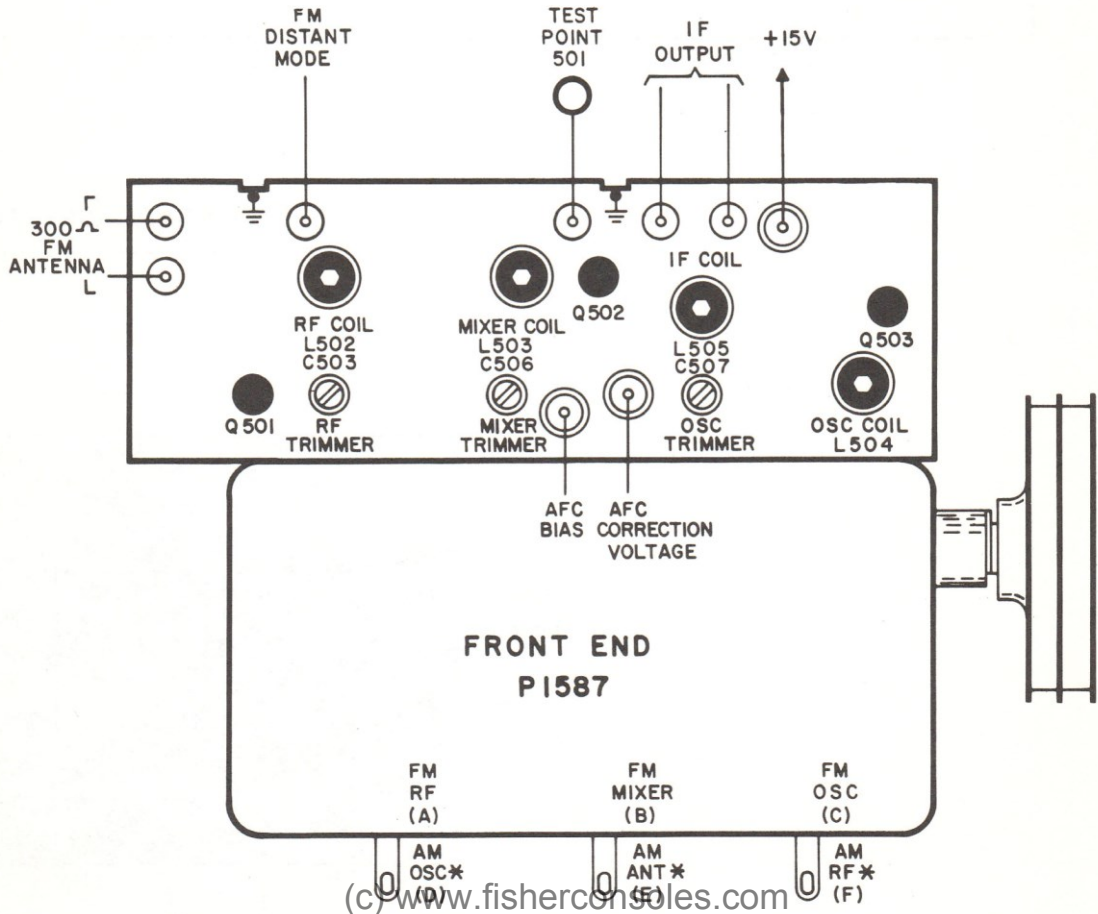 FM
DISTANT
MODE
TEST
POINT
501
IF
OUTPUT
+15V
300Ω
FM
ANTENNA
RF COIL
L502
C503
RF
TRIMMER
Q501
MIXER COIL
L503
C506
MIXER
TRIMMER
Q502
IF COIL
L505
C507
OSC
TRIMMER
Q503
OSC COIL
L504
AFC
BIAS
AFC
CORRECTION
VOLTAGE
FRONT END
P1587
FM
RF
(A)
FM
MIXER
(B)
FM
OSC
(C)
AM
OSC*
(D)
AM
ANT*
(E)
AM
RF*
(F)
(c) www.fisherconsoles.com